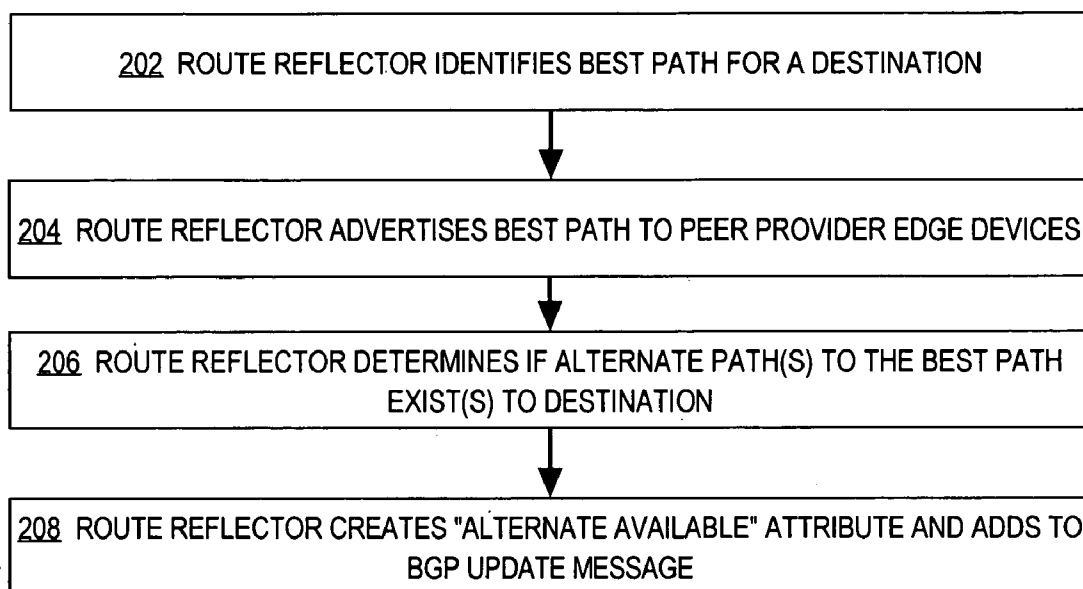 202 ROUTE REFLECTOR IDENTIFIES BEST PATH FOR A DESTINATION
204 ROUTE REFLECTOR ADVERTISES BEST PATH TO PEER PROVIDER EDGE DEVICES
206 ROUTE REFLECTOR DETERMINES IF ALTERNATE PATH(S) TO THE BEST PATH
EXIST(S) TO DESTINATION
208 ROUTE REFLECTOR CREATES "ALTERNATE AVAILABLE" ATTRIBUTE AND ADDS TO
BGP UPDATE MESSAGE